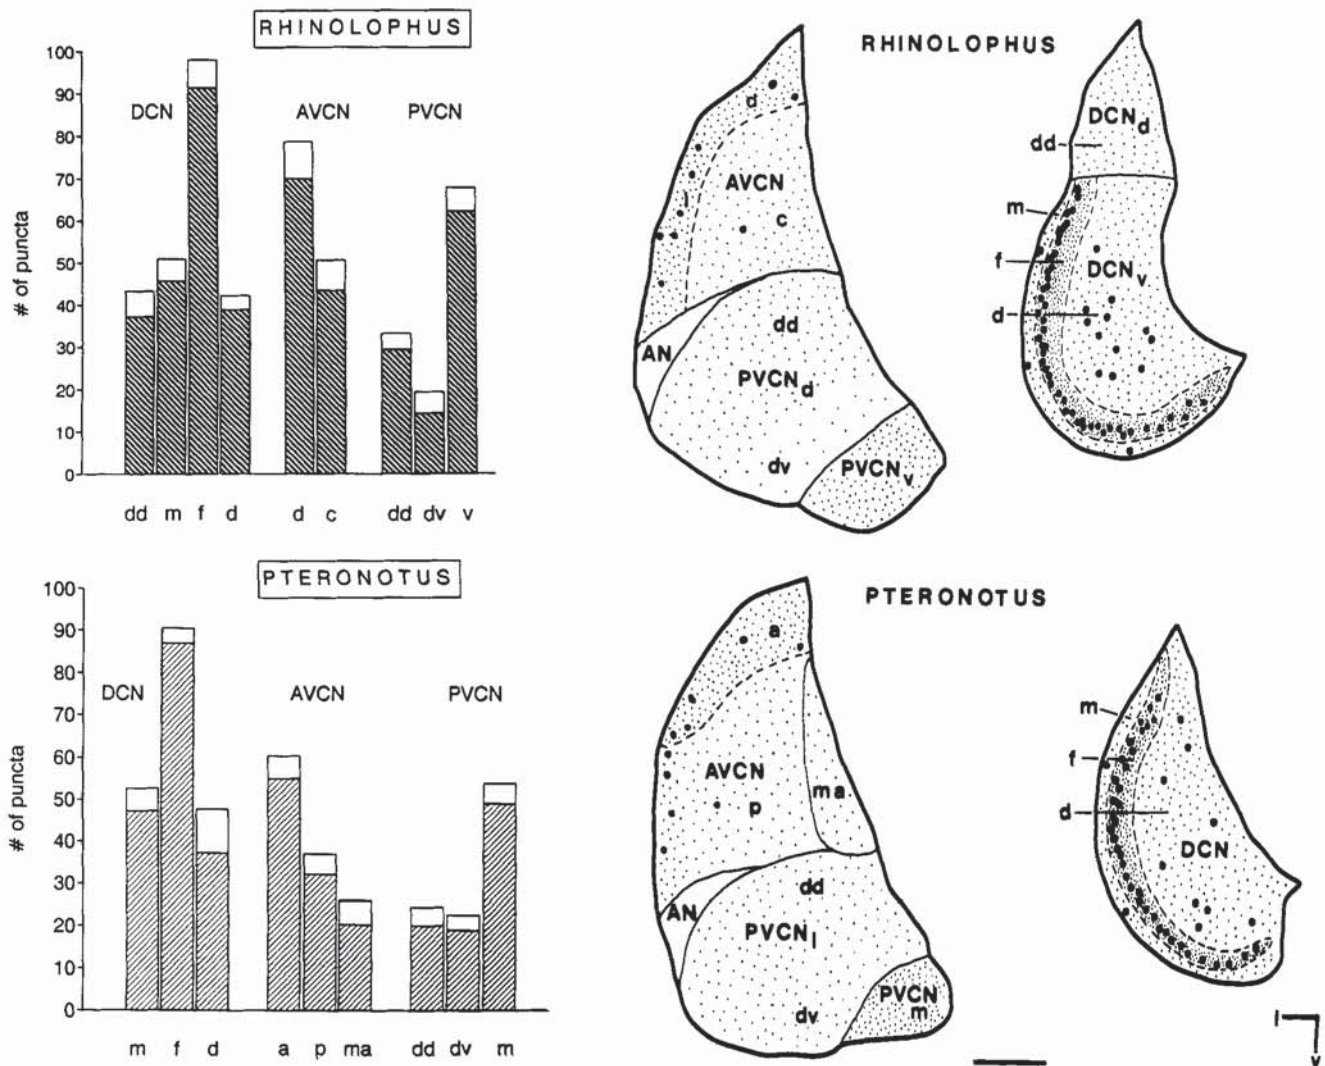 RHINOLOPHUS
100
90
80
70
60
50
40
30
20
10
0
# of puncta
DCN AVCN PVCN
dd m f d d c dd dv v
RHINOLOPHUS
d
l
AVCN
c
AN
dd
PVCNd
dv
PVCNv
DCNd
dd
m
f
DCNv
d
PTERONOTUS
100
90
80
70
60
50
40
30
20
10
0
# of puncta
DCN AVCN PVCN
m f d a p ma dd dv m
PTERONOTUS
a
AVCN
p
ma
AN
dd
PVCNl
dv
PVCN
m
m
f
d
DCN
l
v